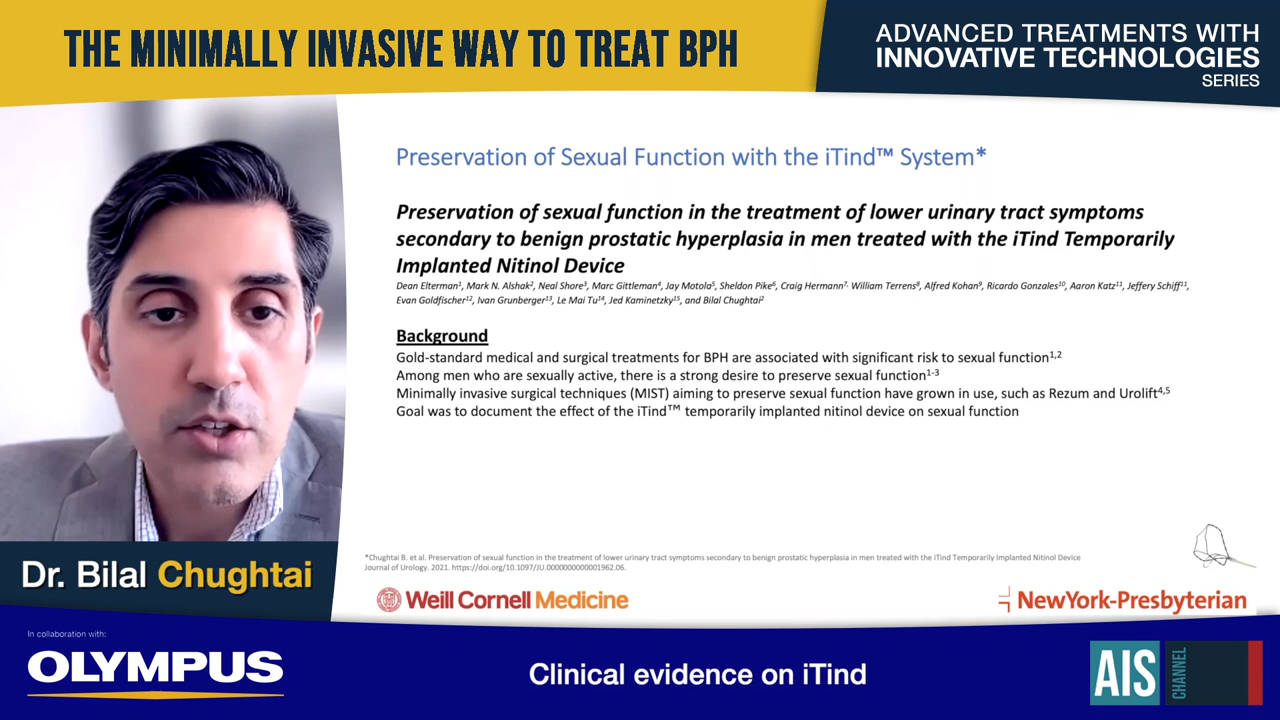 THE MINIMALLY INVASIVE WAY TO TREAT BPH
ADVANCED TREATMENTS WITH
INNOVATIVE TECHNOLOGIES
SERIES
Preservation of Sexual Function with the iTind™ System*
Preservation of sexual function in the treatment of lower urinary tract symptoms
secondary to benign prostatic hyperplasia in men treated with the iTind Temporarily
Implanted Nitinol Device
Dean Elterman¹, Mark N. Alshak², Neal Shore³, Marc Gittleman⁴, Jay Motola⁵, Sheldon Pike⁶, Craig Hermann⁷, William Terrens⁸, Alfred Kohan⁹, Ricardo Gonzales¹⁰, Aaron Katz¹¹, Jeffery Schiff¹¹,
Evan Goldfischer¹², Ivan Grunberger¹³, Le Mai Tu¹⁴, Jed Kaminetzky¹⁵, and Bilal Chughtai²
Background
Gold-standard medical and surgical treatments for BPH are associated with significant risk to sexual function¹,²
Among men who are sexually active, there is a strong desire to preserve sexual function¹-³
Minimally invasive surgical techniques (MIST) aiming to preserve sexual function have grown in use, such as Rezum and Urolift⁴,⁵
Goal was to document the effect of the iTind™ temporarily implanted nitinol device on sexual function
*Chughtai B. et al. Preservation of sexual function in the treatment of lower urinary tract symptoms secondary to benign prostatic hyperplasia in men treated with the iTind Temporarily Implanted Nitinol Device
Journal of Urology. 2021. https://doi.org/10.1097/JU.0000000000001962.06.
Weill Cornell Medicine
NewYork-Presbyterian
Dr. Bilal Chughtai
In collaboration with:
OLYMPUS
Clinical evidence on iTind
AIS
CHANNEL